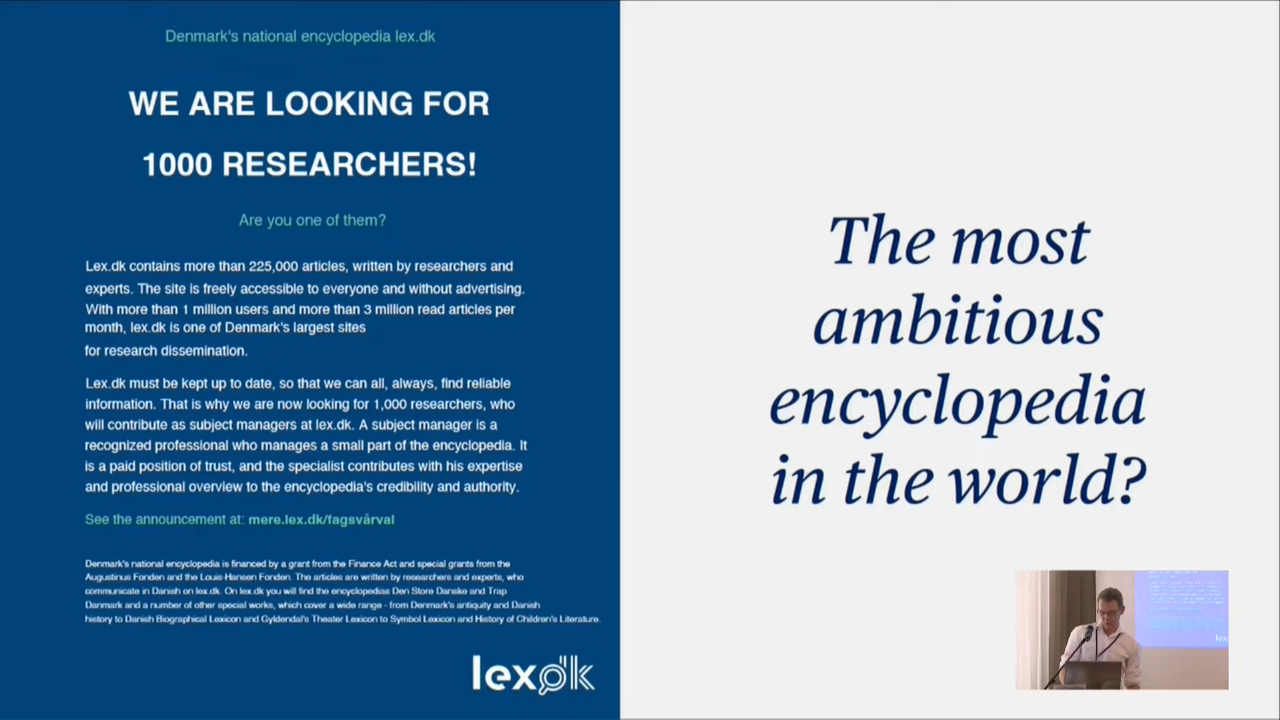 Denmark's national encyclopedia lex.dk
WE ARE LOOKING FOR
1000 RESEARCHERS!
Are you one of them?
Lex.dk contains more than 225,000 articles, written by researchers and
experts. The site is freely accessible to everyone and without advertising.
With more than 1 million users and more than 3 million read articles per
month, lex.dk is one of Denmark's largest sites
for research dissemination.
Lex.dk must be kept up to date, so that we can all, always, find reliable
information. That is why we are now looking for 1,000 researchers, who
will contribute as subject managers at lex.dk. A subject manager is a
recognized professional who manages a small part of the encyclopedia. It
is a paid position of trust, and the specialist contributes with his expertise
and professional overview to the encyclopedia's credibility and authority.
See the announcement at: mere.lex.dk/fagsvårval
Denmark's national encyclopedia is financed by a grant from the Finance Act and special grants from the
Augustinus Fonden and the Louis-Hansen Fonden. The articles are written by researchers and experts, who
communicate in Danish on lex.dk. On lex.dk you will find the encyclopedias Den Store Danske and Trap
Danmark and a number of other special works, which cover a wide range - from Denmark's antiquity and Danish
history to Danish Biographical Lexicon and Gyldendal's Theater Lexicon to Symbol Lexicon and History of Children's Literature.
lexdk
The most
ambitious
encyclopedia
in the world?